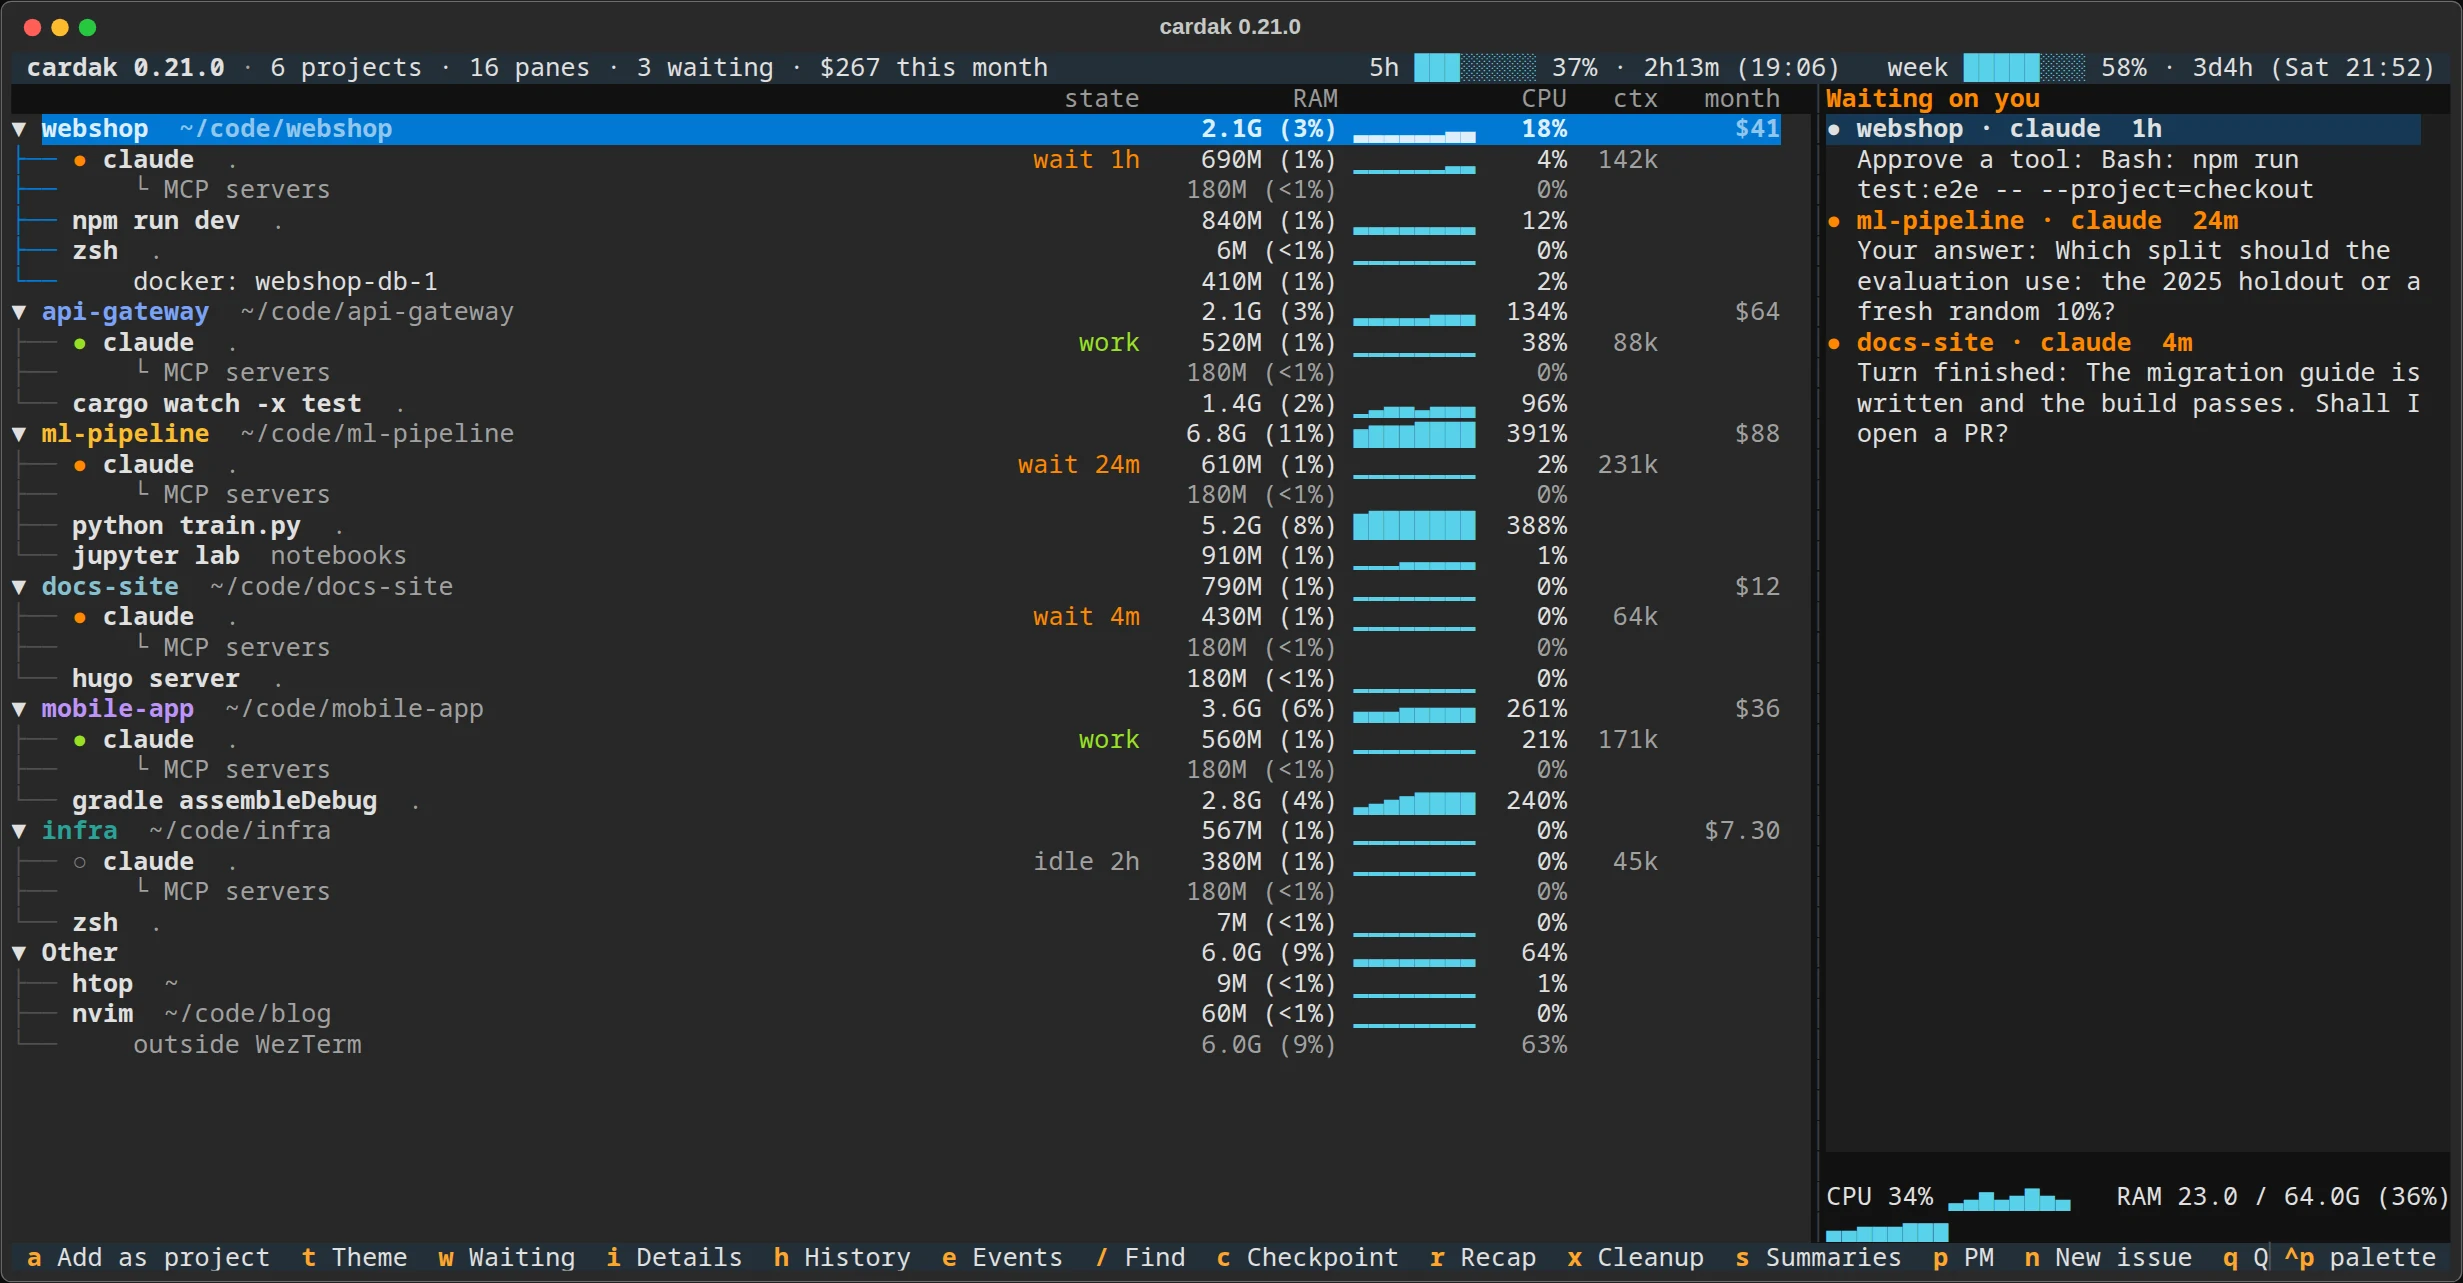 cardak 0.21.0
cardak 0.21.0 · 6 projects · 16 panes · 3 waiting · $267 this month 5h 37% · 2h13m (19:06) week 58% · 3d4h (Sat 21:52)
state RAM CPU ctx month
▼ webshop ~/code/webshop 2.1G (3%) 18% $41
● claude . wait 1h 690M (1%) 4% 142k
└ MCP servers 180M (<1%) 0%
npm run dev . 840M (1%) 12%
zsh . 6M (<1%) 0%
docker: webshop-db-1 410M (1%) 2%
▼ api-gateway ~/code/api-gateway 2.1G (3%) 134% $64
● claude . work 520M (1%) 38% 88k
└ MCP servers 180M (<1%) 0%
cargo watch -x test . 1.4G (2%) 96%
▼ ml-pipeline ~/code/ml-pipeline 6.8G (11%) 391% $88
● claude . wait 24m 610M (1%) 2% 231k
└ MCP servers 180M (<1%) 0%
python train.py . 5.2G (8%) 388%
jupyter lab notebooks 910M (1%) 1%
▼ docs-site ~/code/docs-site 790M (1%) 0% $12
● claude . wait 4m 430M (1%) 0% 64k
└ MCP servers 180M (<1%) 0%
hugo server . 180M (<1%) 0%
▼ mobile-app ~/code/mobile-app 3.6G (6%) 261% $36
● claude . work 560M (1%) 21% 171k
└ MCP servers 180M (<1%) 0%
gradle assembleDebug . 2.8G (4%) 240%
▼ infra ~/code/infra 567M (1%) 0% $7.30
○ claude . idle 2h 380M (1%) 0% 45k
└ MCP servers 180M (<1%) 0%
zsh . 7M (<1%) 0%
▼ Other 6.0G (9%) 64%
htop ~ 9M (<1%) 1%
nvim ~/code/blog 60M (<1%) 0%
outside WezTerm 6.0G (9%) 63%
Waiting on you
● webshop · claude 1h
Approve a tool: Bash: npm run
test:e2e -- --project=checkout
● ml-pipeline · claude 24m
Your answer: Which split should the
evaluation use: the 2025 holdout or a
fresh random 10%?
● docs-site · claude 4m
Turn finished: The migration guide is
written and the build passes. Shall I
open a PR?
CPU 34% RAM 23.0 / 64.0G (36%)
a Add as project t Theme w Waiting i Details h History e Events / Find c Checkpoint r Recap x Cleanup s Summaries p PM n New issue q Q ^p palette